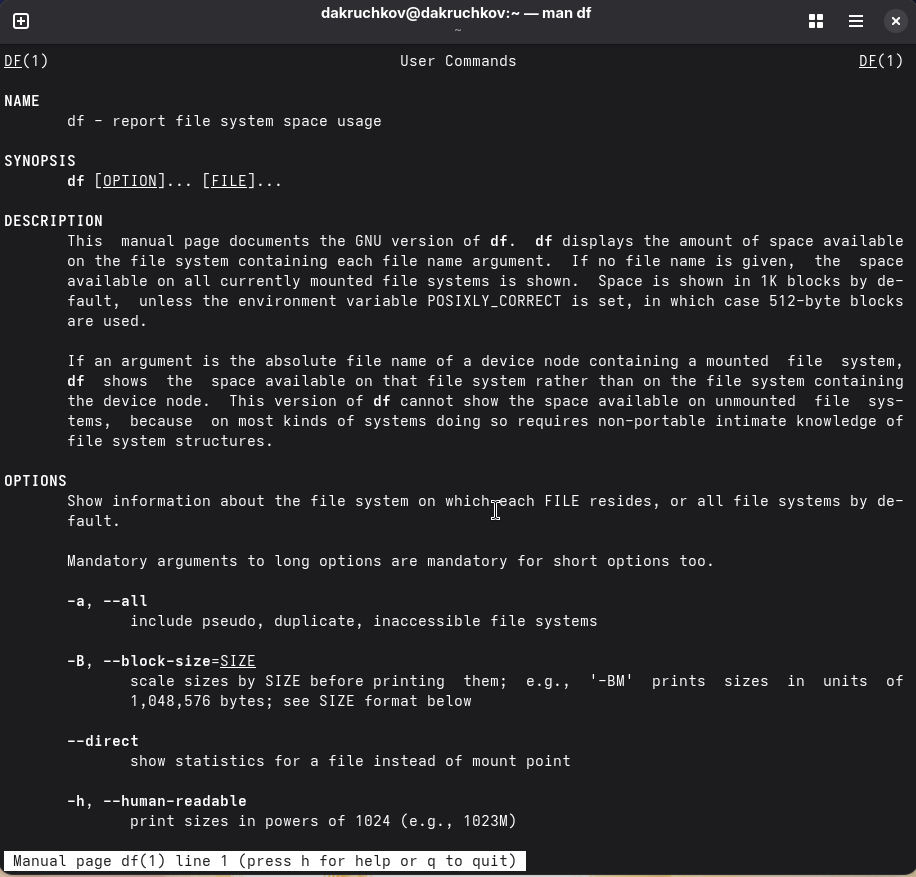 dakruchkov@dakruchkov:~ — man df
~
DF(1) User Commands DF(1)
NAME
df - report file system space usage
SYNOPSIS
df [OPTION]... [FILE]...
DESCRIPTION
This  manual page documents the GNU version of df.  df displays the amount of space available
on the file system containing each file name argument.  If no file name is given,  the  space
available on all currently mounted file systems is shown.  Space is shown in 1K blocks by de‐
fault,  unless the environment variable POSIXLY_CORRECT is set, in which case 512-byte blocks
are used.
If an argument is the absolute file name of a device node containing a mounted  file  system,
df  shows  the  space available on that file system rather than on the file system containing
the device node.  This version of df cannot show the space available on unmounted  file  sys‐
tems,  because  on most kinds of systems doing so requires non-portable intimate knowledge of
file system structures.
OPTIONS
Show information about the file system on which each FILE resides, or all file systems by de‐
fault.
Mandatory arguments to long options are mandatory for short options too.
-a, --all
include pseudo, duplicate, inaccessible file systems
-B, --block-size=SIZE
scale sizes by SIZE before printing  them;  e.g.,  '-BM'  prints  sizes  in  units  of
1,048,576 bytes; see SIZE format below
--direct
show statistics for a file instead of mount point
-h, --human-readable
print sizes in powers of 1024 (e.g., 1023M)
Manual page df(1) line 1 (press h for help or q to quit)